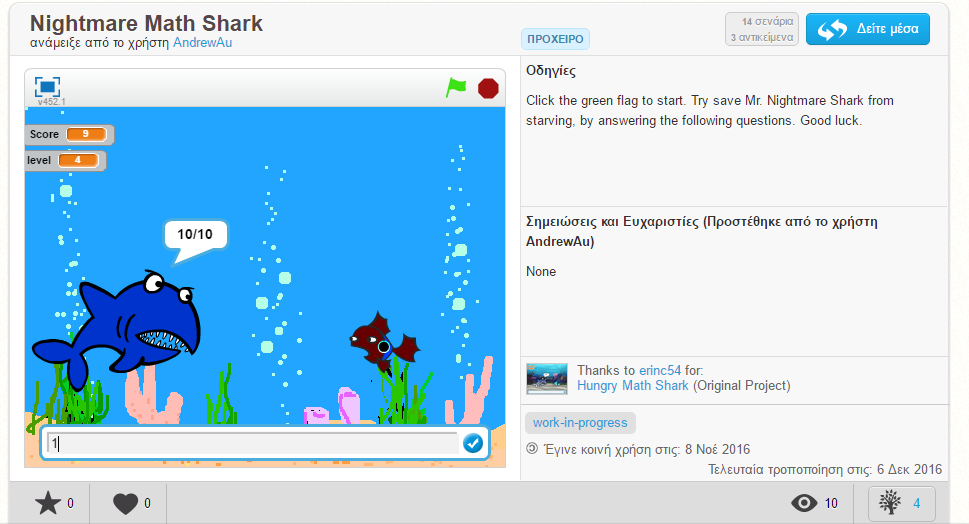 Nightmare Math Shark
ανάμειξε από το χρήστη AndrewAu
ΠΡΟΧΕΙΡΟ
14 σενάρια
3 αντικείμενα
Δείτε μέσα
v452.1
Score 9
level 4
10/10
1
Οδηγίες
Click the green flag to start. Try save Mr. Nightmare Shark from
starving, by answering the following questions. Good luck.
Σημειώσεις και Ευχαριστίες (Προστέθηκε από το χρήστη
AndrewAu)
None
Thanks to erinc54 for:
Hungry Math Shark (Original Project)
work-in-progress
Έγινε κοινή χρήση στις: 8 Νοέ 2016
Τελευταία τροποποίηση στις: 6 Δεκ 2016
0
0
10
4